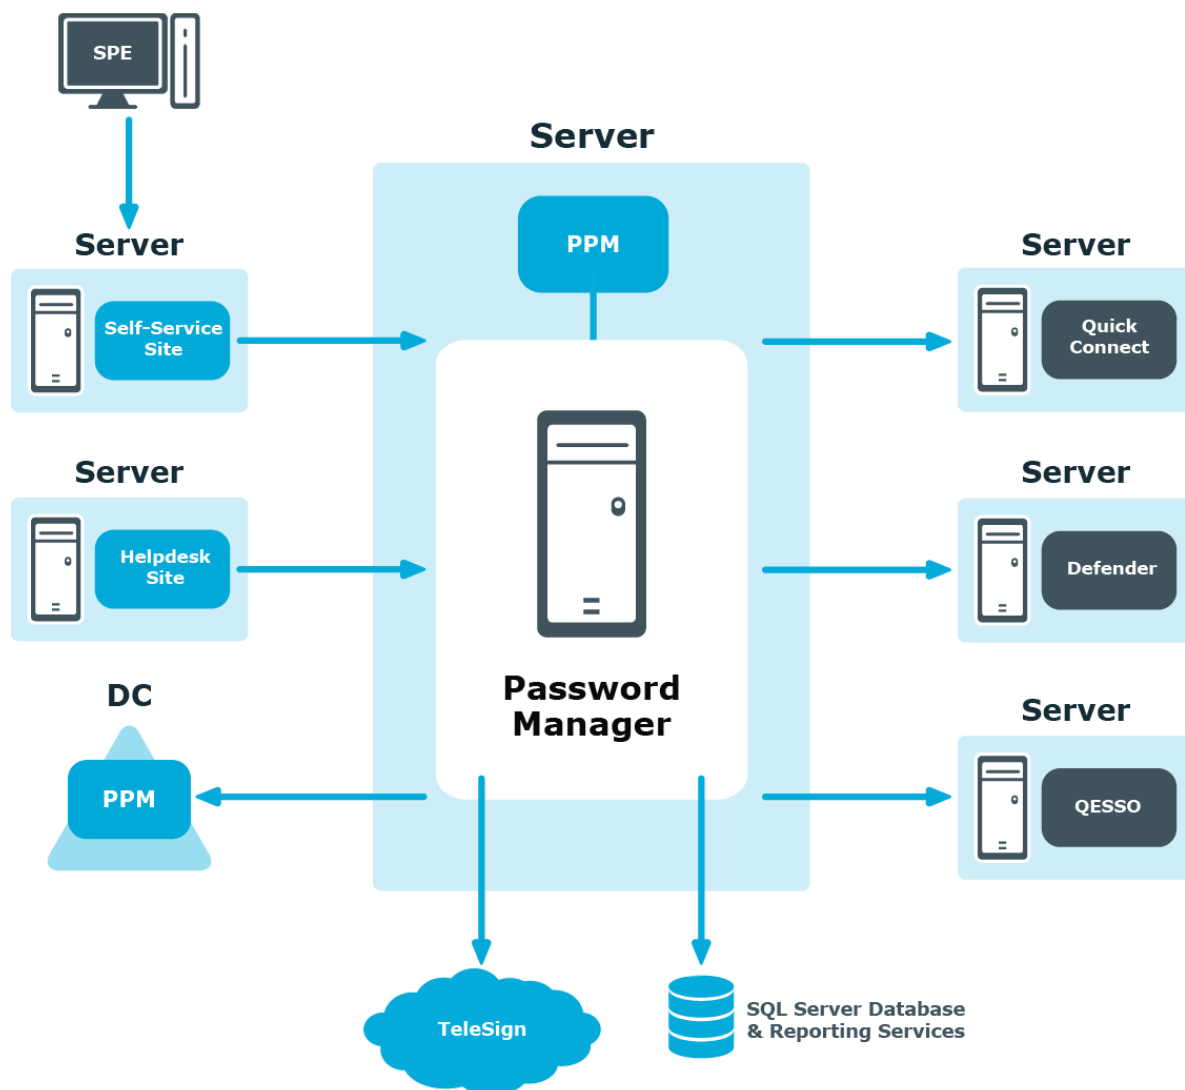 SPE
Server
Server
Server
PPM
Self-Service
Site
Quick
Connect
Server
Server
Helpdesk
Site
Defender
Password
Manager
DC
Server
PPM
QESSO
TeleSign
SQL Server Database
& Reporting Services